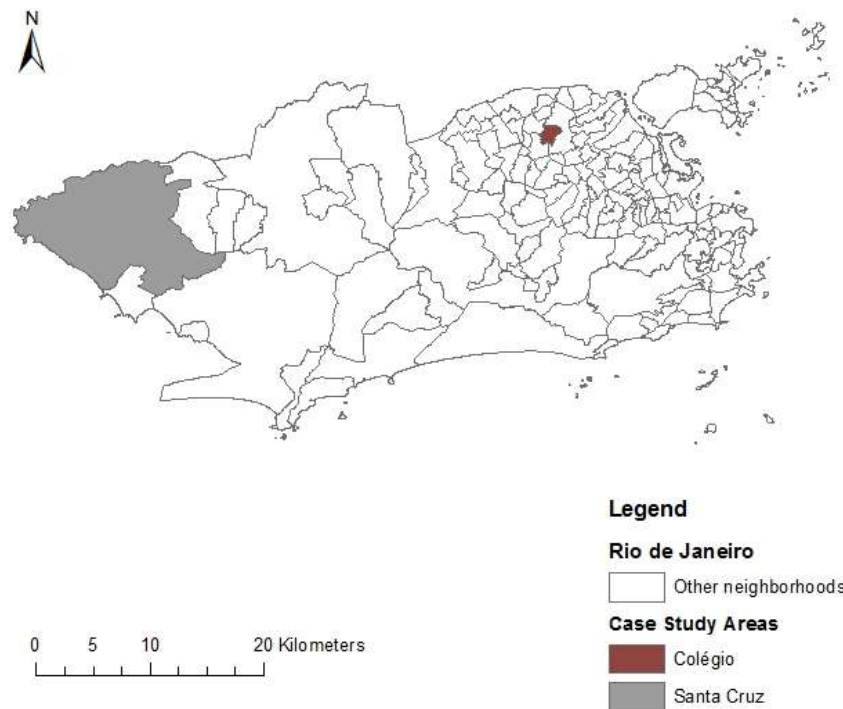 N
Legend
Rio de Janeiro
Other neighborhoods
Case Study Areas
Colégio
Santa Cruz
0 5 10 20 Kilometers